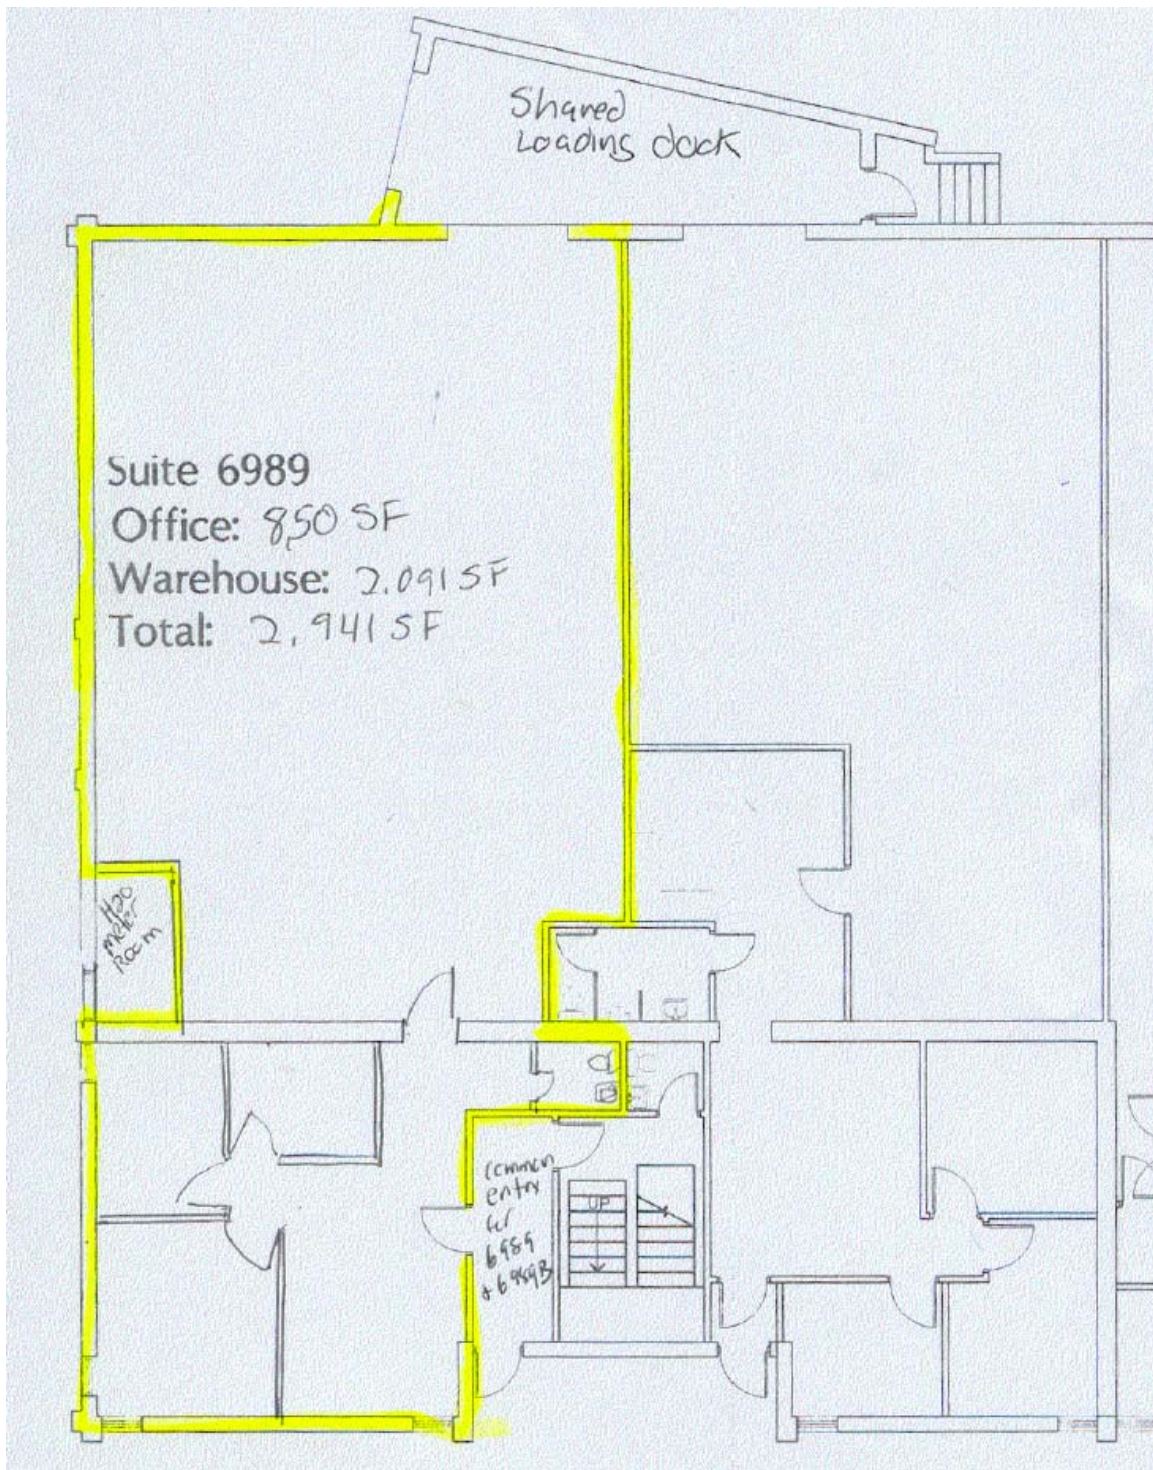 Shared
Loading dock
Suite 6989
Office: 850 SF
Warehouse: 2.091 SF
Total: 2,941 SF
H20
meter
Room
common
entry
for
6989
+ 6989B
UP